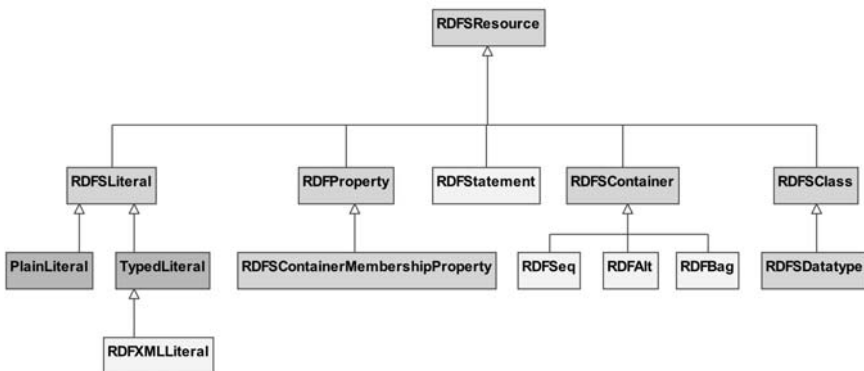 RDFSResource
RDFSLiteral
RDFProperty
RDFStatement
RDFSContainer
RDFSClass
PlainLiteral
TypedLiteral
RDFSContainerMembershipProperty
RDFSeq
RDFAlt
RDFBag
RDFSDatatype
RDFXMLLiteral